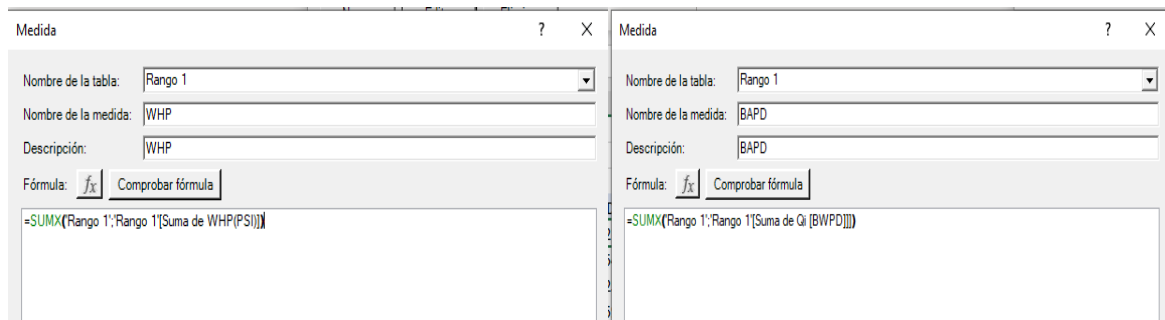 Medida ? X
Nombre de la tabla: Rango 1
Nombre de la medida: WHP
Descripción: WHP
Fórmula: fx Comprobar fórmula
=SUMX('Rango 1';'Rango 1'[Suma de WHP(PSI)])
Medida ? X
Nombre de la tabla: Rango 1
Nombre de la medida: BAPD
Descripción: BAPD
Fórmula: fx Comprobar fórmula
=SUMX('Rango 1';'Rango 1'[Suma de Qi [BWPD]]])